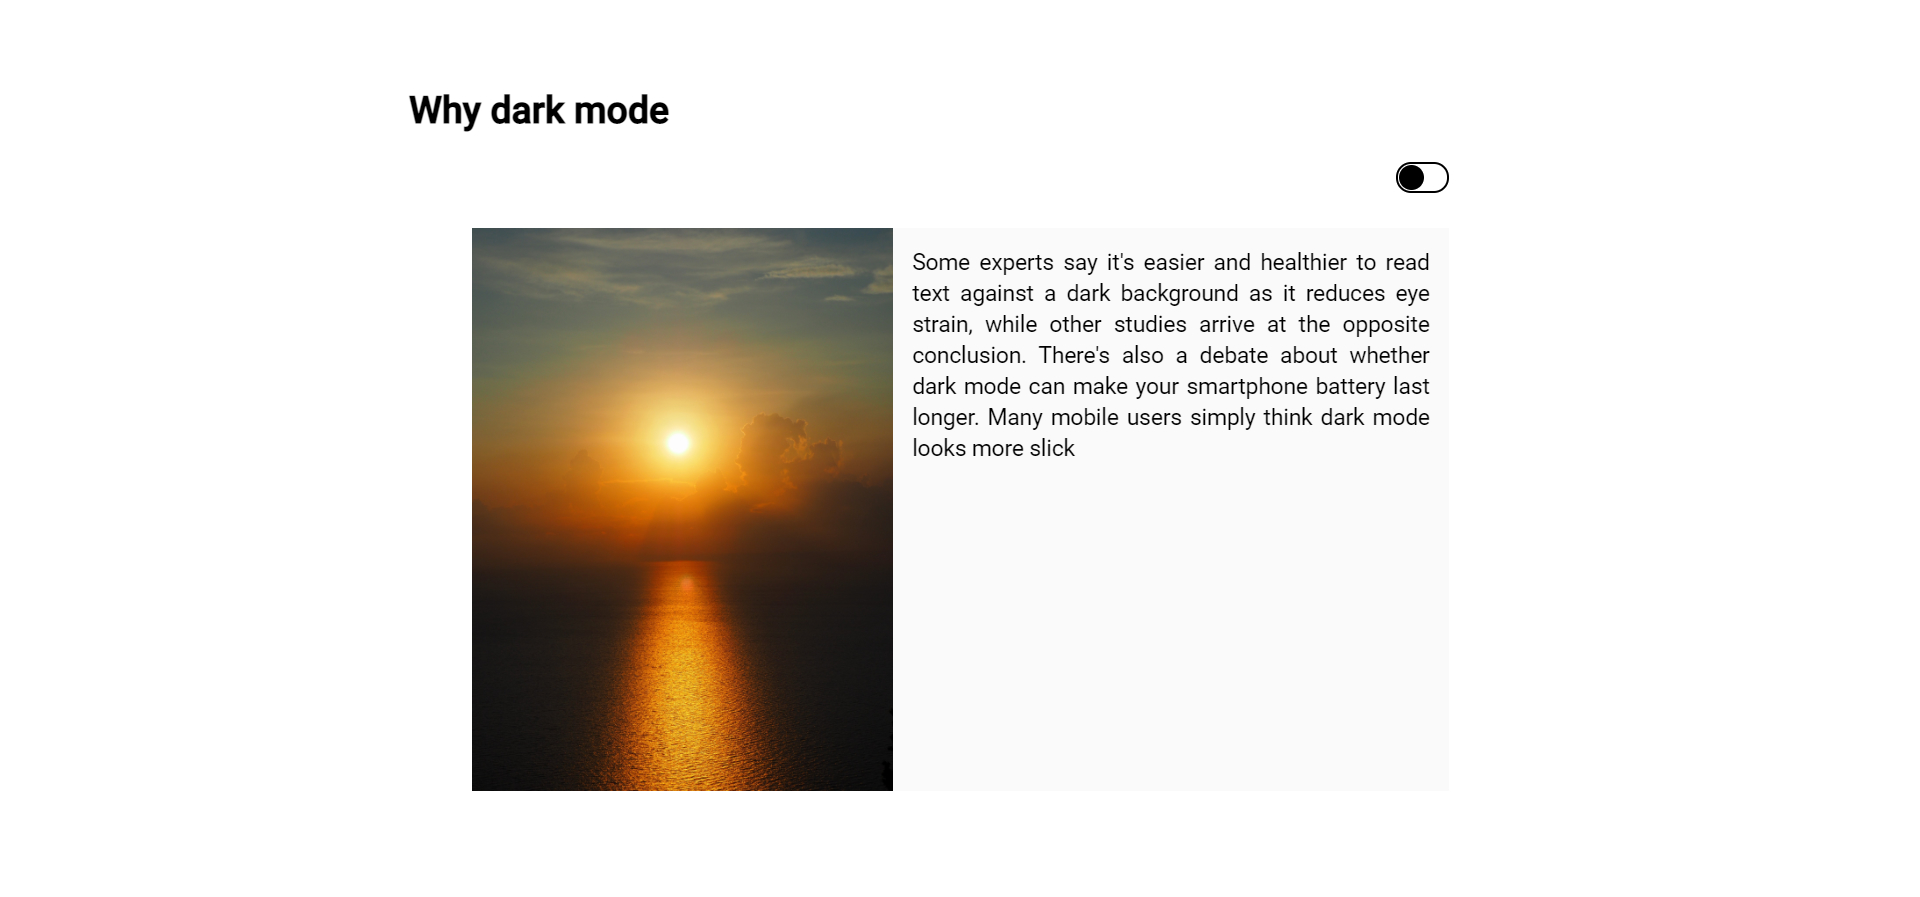 Why dark mode
Some experts say it's easier and healthier to read
text against a dark background as it reduces eye
strain, while other studies arrive at the opposite
conclusion. There's also a debate about whether
dark mode can make your smartphone battery last
longer. Many mobile users simply think dark mode
looks more slick